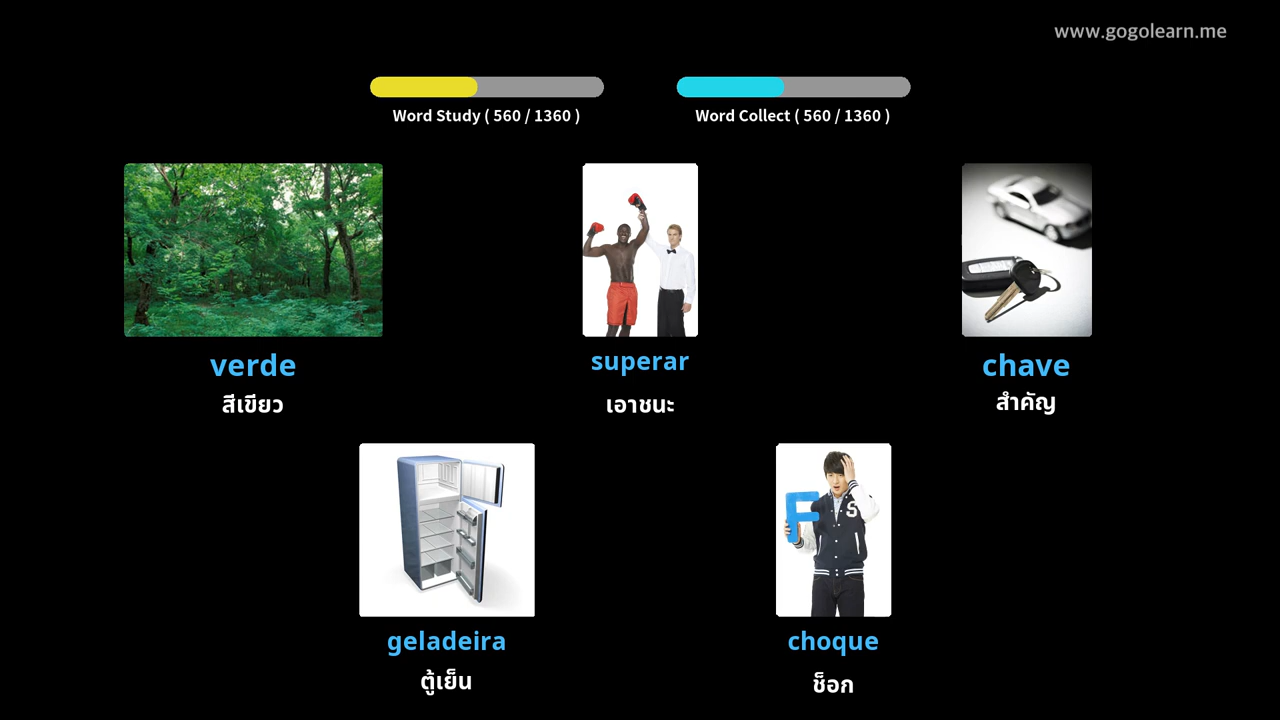 www.gogolearn.me
Word Study ( 560 / 1360 )
Word Collect ( 560 / 1360 )
verde
สีเขียว
superar
เอาชนะ
chave
สำคัญ
F
S
geladeira
ตู้เย็น
choque
ช็อก